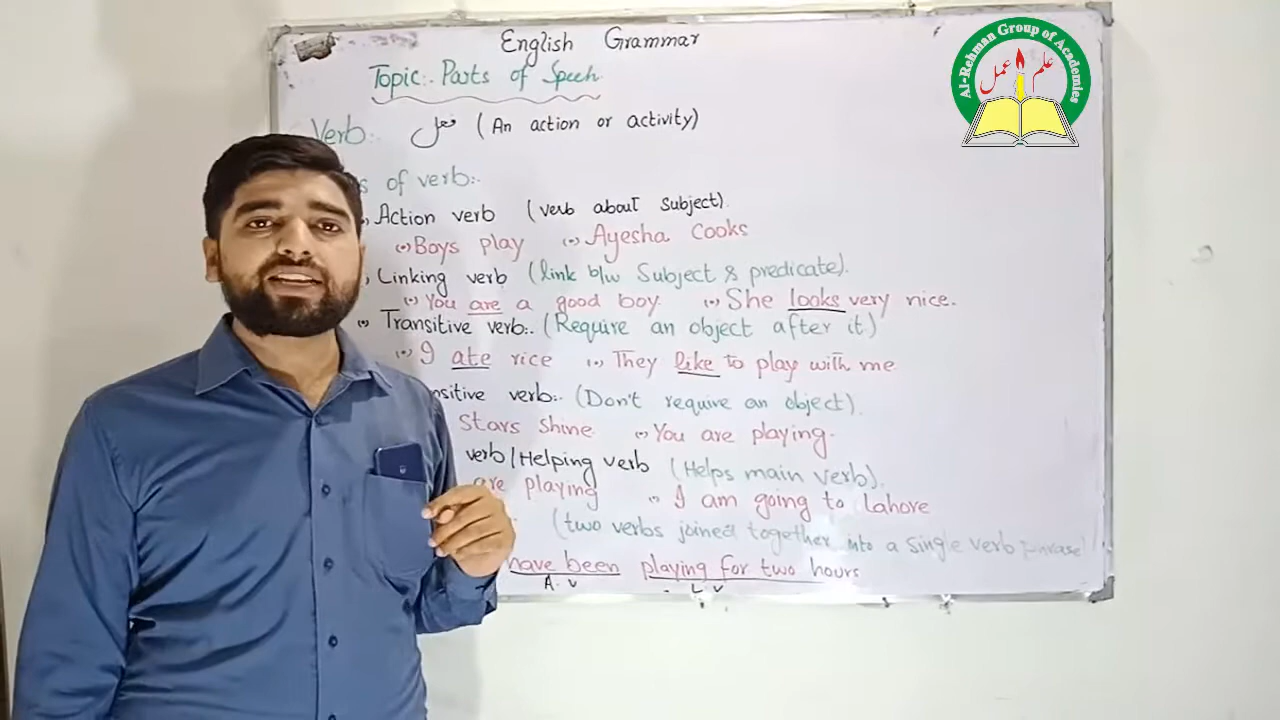 English Grammar
Topic:. Parts of Speech
Verb:. فعل (An action or activity)
s of verb:.
Action verb (verb about Subject).
Boys play Ayesha Cooks
Linking verb (link b/w Subject & predicate).
You are a good boy. She looks very nice.
Transitive verb:. (Require an object after it)
I ate rice They like to play with me
nsitive verb:. (Don't require an object).
Stars Shine You are playing.
verb/Helping verb (Helps main verb).
are playing I am going to Lahore
(two verbs joined together into a single verb phrase)
have been playing for two hours
A. v L v
Al-Rehman Group of Academies
علم عمل